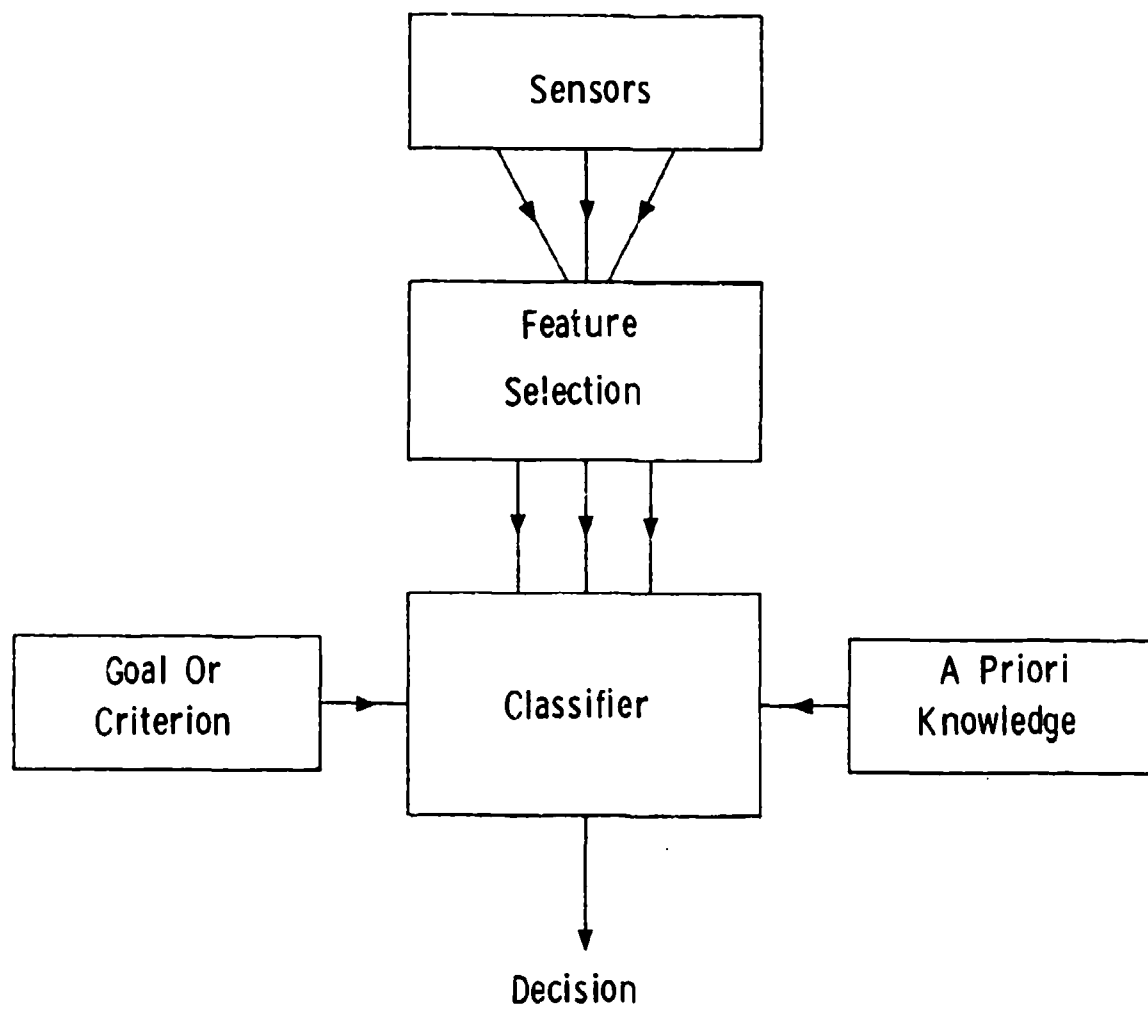 Sensors
Feature
Selection
Goal Or
Criterion
Classifier
A Priori
Knowledge
Decision